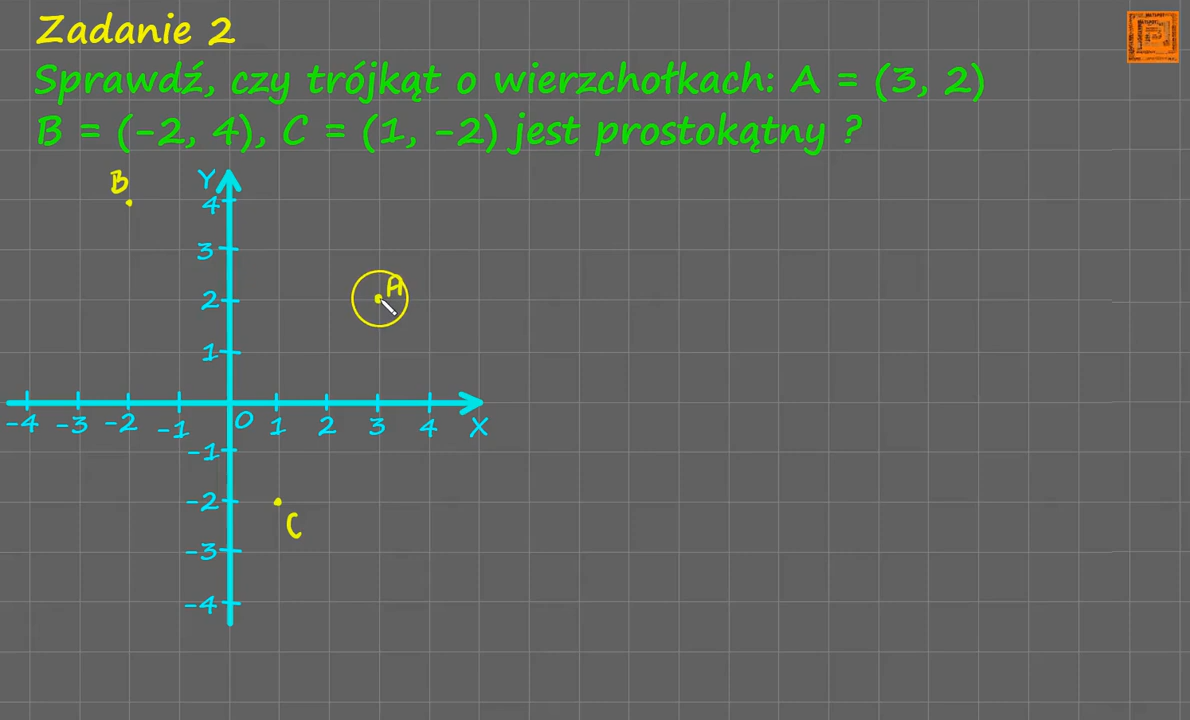 Zadanie 2
Sprawdź, czy trójkąt o wierzchołkach: A = (3, 2)
B = (-2, 4), C = (1, -2) jest prostokątny ?
B
Y
4
3
A
2
1
-4 -3 -2 -1 0 1 2 3 4 X
-1
-2
C
-3
-4